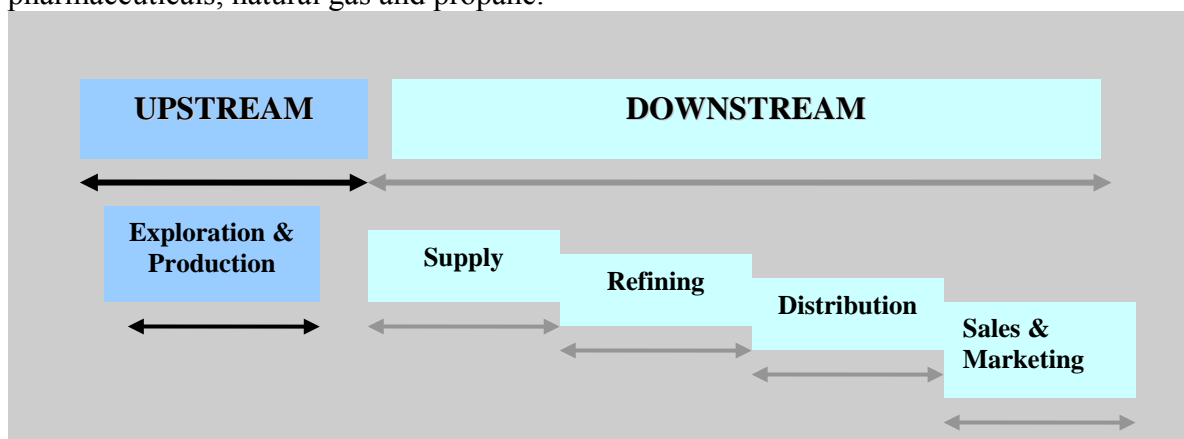 pharmaceuticals, natural gas and propane.
UPSTREAM
DOWNSTREAM
Exploration &
Production
Supply
Refining
Distribution
Sales &
Marketing